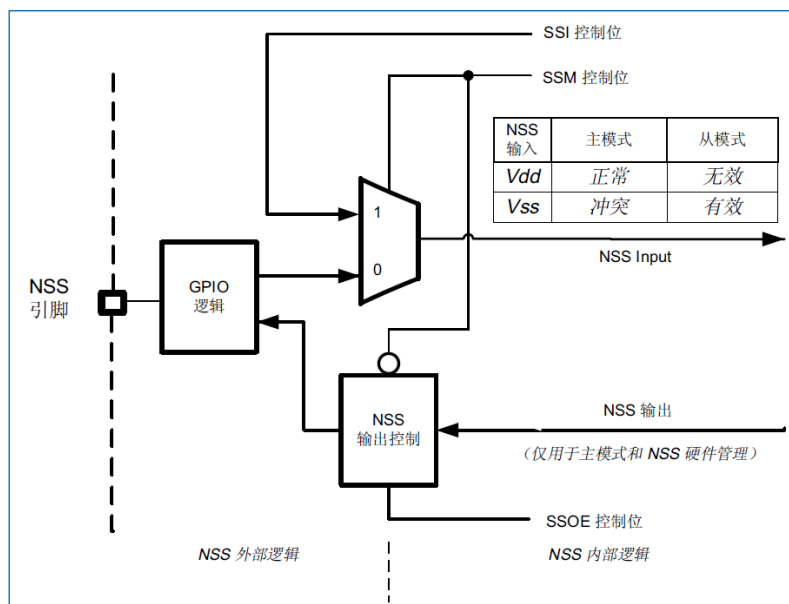 SSI 控制位
SSM 控制位
NSS
输入
主模式
从模式
Vdd
正常
无效
Vss
冲突
有效
1
NSS Input
0
NSS
引脚
GPIO
逻辑
NSS
输出控制
NSS 输出
（仅用于主模式和 NSS 硬件管理）
SSOE 控制位
NSS 外部逻辑
NSS 内部逻辑